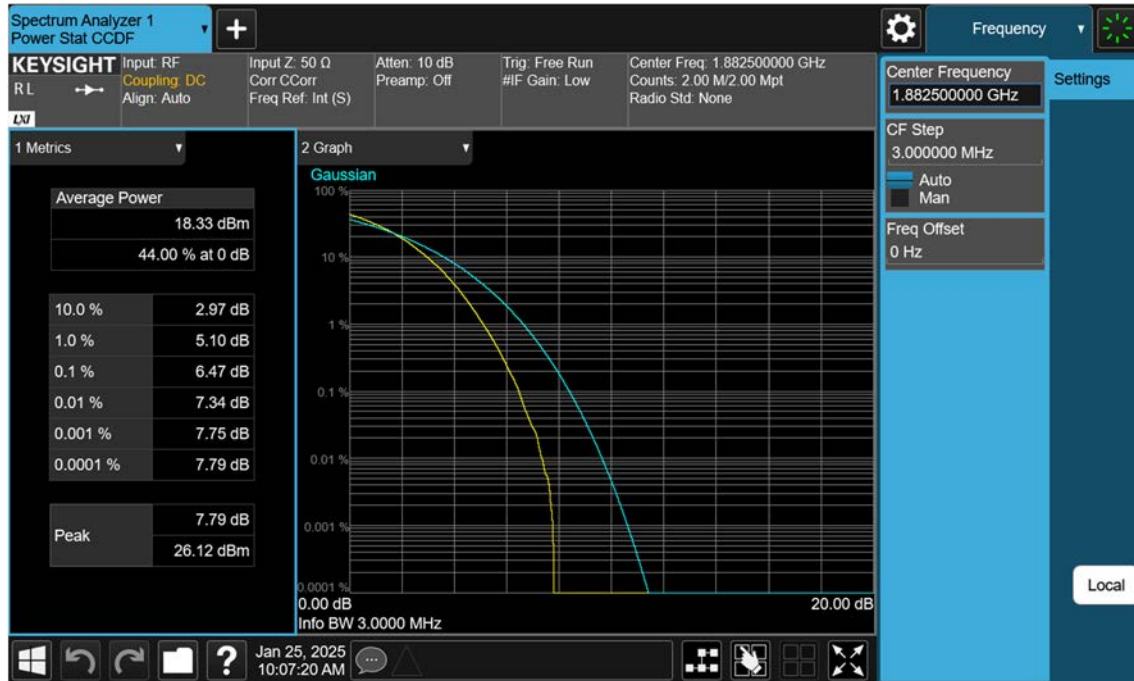 Spectrum Analyzer 1
Power Stat CCDF
+
Frequency
KEYSIGHT
R L
LXI
Input: RF
Coupling: DC
Align: Auto
Input Z: 50 Ω
Corr CCorr
Freq Ref: Int (S)
Atten: 10 dB
Preamp: Off
Trig: Free Run
#IF Gain: Low
Center Freq: 1.882500000 GHz
Counts: 2.00 M/2.00 Mpt
Radio Std: None
Center Frequency
1.882500000 GHz
Settings
CF Step
3.000000 MHz
Auto
Man
Freq Offset
0 Hz
Local
1 Metrics
Average Power
18.33 dBm
44.00 % at 0 dB
10.0 % 2.97 dB
1.0 % 5.10 dB
0.1 % 6.47 dB
0.01 % 7.34 dB
0.001 % 7.75 dB
0.0001 % 7.79 dB
Peak
7.79 dB
26.12 dBm
2 Graph
Gaussian
100 %
10 %
1 %
0.1 %
0.01 %
0.001 %
0.0001 %
0.00 dB 20.00 dB
Info BW 3.0000 MHz
?
Jan 25, 2025
10:07:20 AM